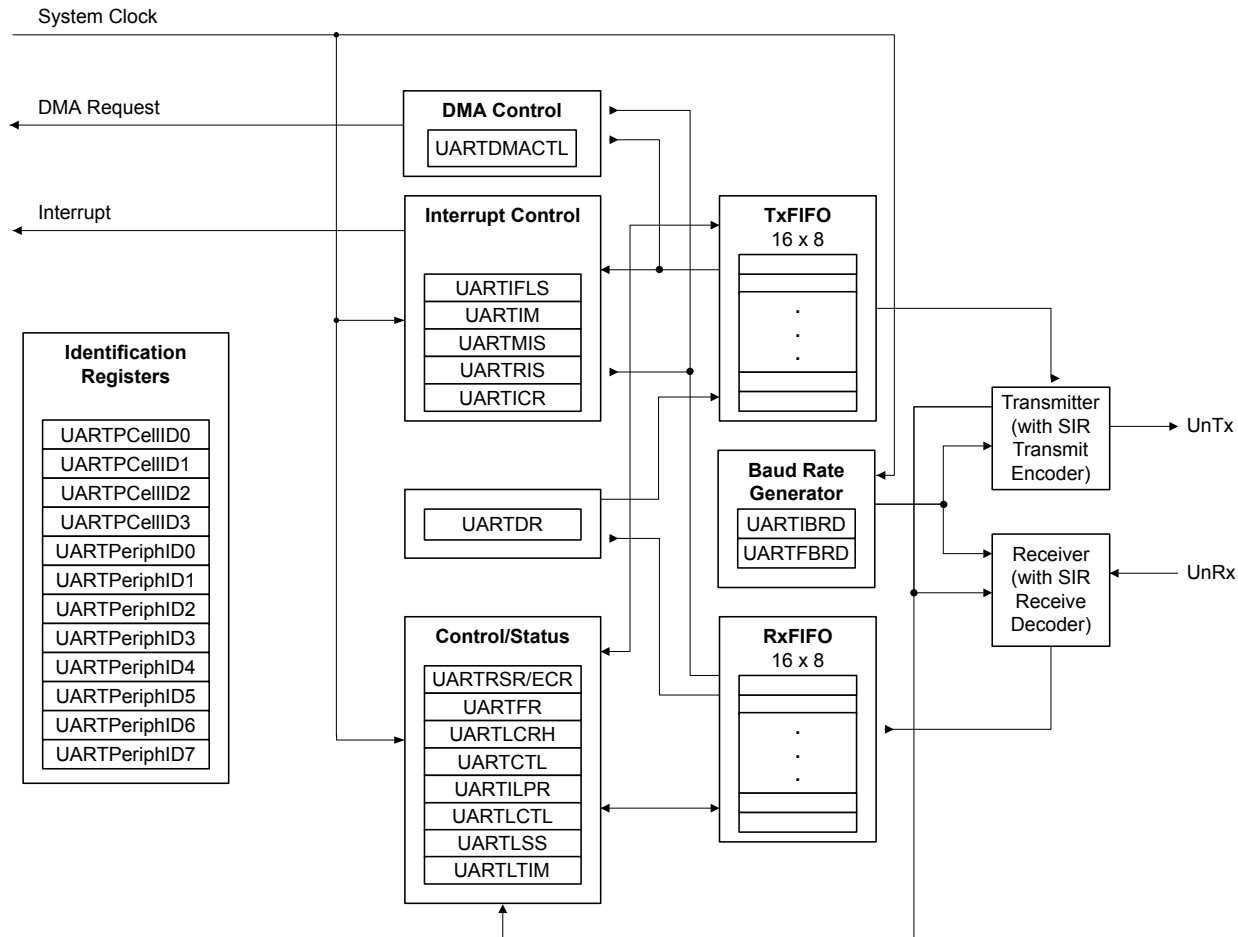 System Clock
DMA Request
DMA Control
UARTDMACTL
Interrupt
Interrupt Control
UARTIFLS
UARTIM
UARTMIS
UARTRIS
UARTICR
TxFIFO
16 x 8
.
.
.
Identification
Registers
UARTPCellID0
UARTPCellID1
UARTPCellID2
UARTPCellID3
UARTPeriphID0
UARTPeriphID1
UARTPeriphID2
UARTPeriphID3
UARTPeriphID4
UARTPeriphID5
UARTPeriphID6
UARTPeriphID7
UARTDR
Baud Rate
Generator
UARTIBRD
UARTFBRD
Transmitter
(with SIR
Transmit
Encoder)
UnTx
Receiver
(with SIR
Receive
Decoder)
UnRx
Control/Status
UARTRSR/ECR
UARTFR
UARTLCRH
UARTCTL
UARTILPR
UARTLCTL
UARTLSS
UARTLTIM
RxFIFO
16 x 8
.
.
.